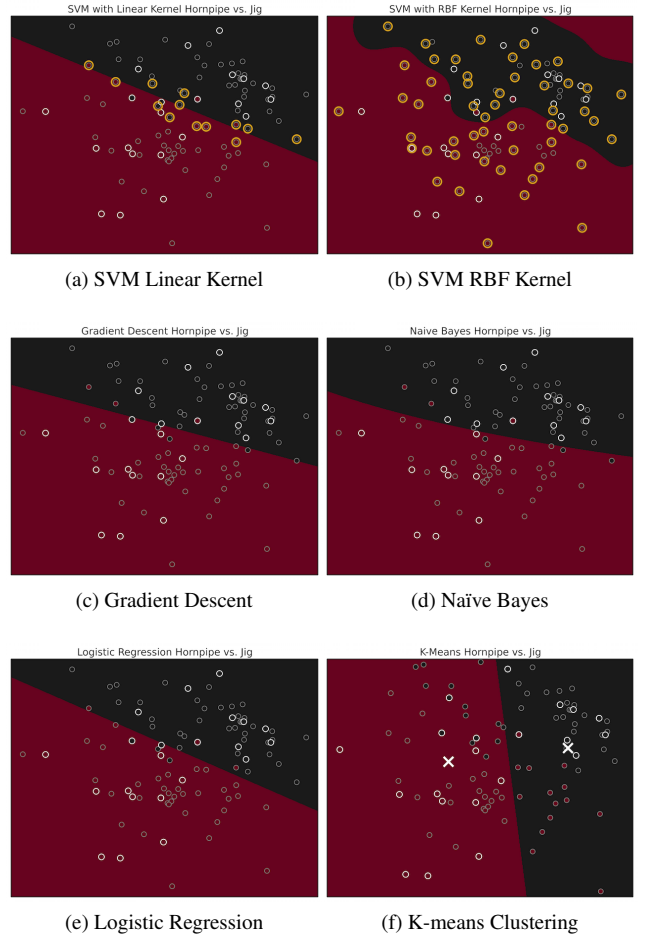 SVM with Linear Kernel Hornpipe vs. Jig
SVM with RBF Kernel Hornpipe vs. Jig
(a) SVM Linear Kernel
(b) SVM RBF Kernel
Gradient Descent Hornpipe vs. Jig
Naive Bayes Hornpipe vs. Jig
(c) Gradient Descent
(d) Naïve Bayes
Logistic Regression Hornpipe vs. Jig
K-Means Hornpipe vs. Jig
(e) Logistic Regression
(f) K-means Clustering